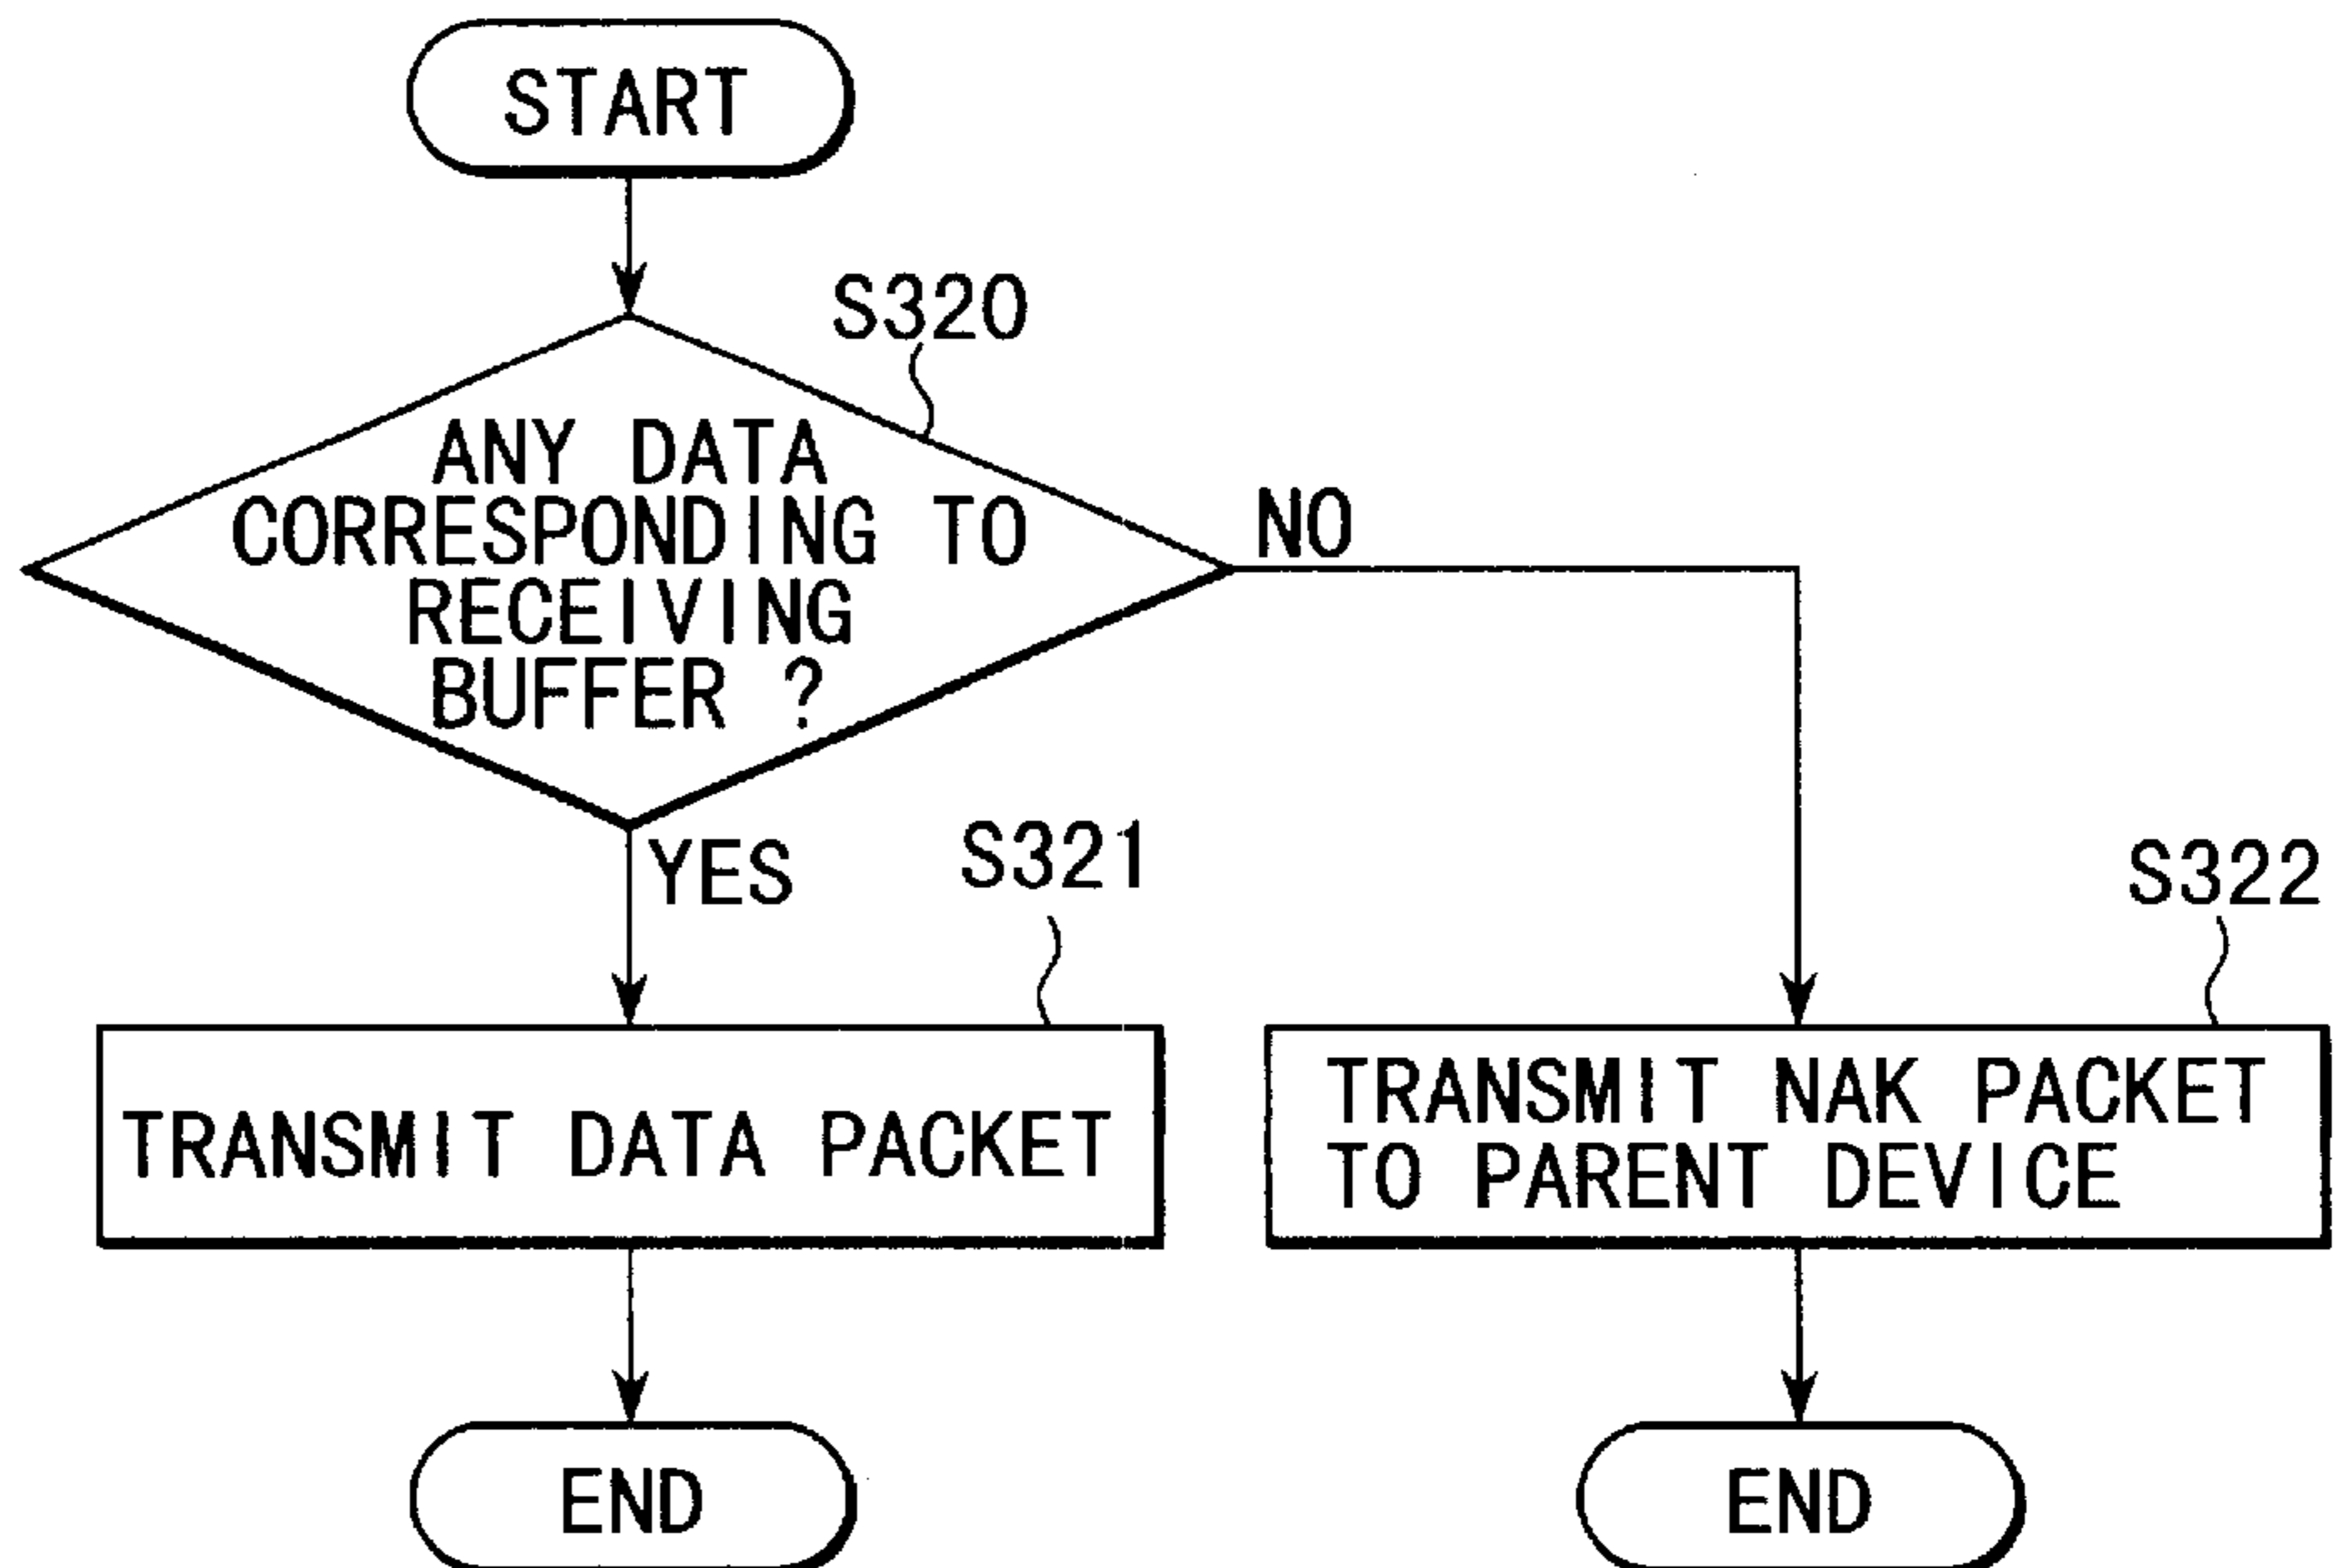 START
S320
ANY DATA
CORRESPONDING TO
RECEIVING
BUFFER ?
NO
YES
S321
S322
TRANSMIT DATA PACKET
TRANSMIT NAK PACKET
TO PARENT DEVICE
END
END